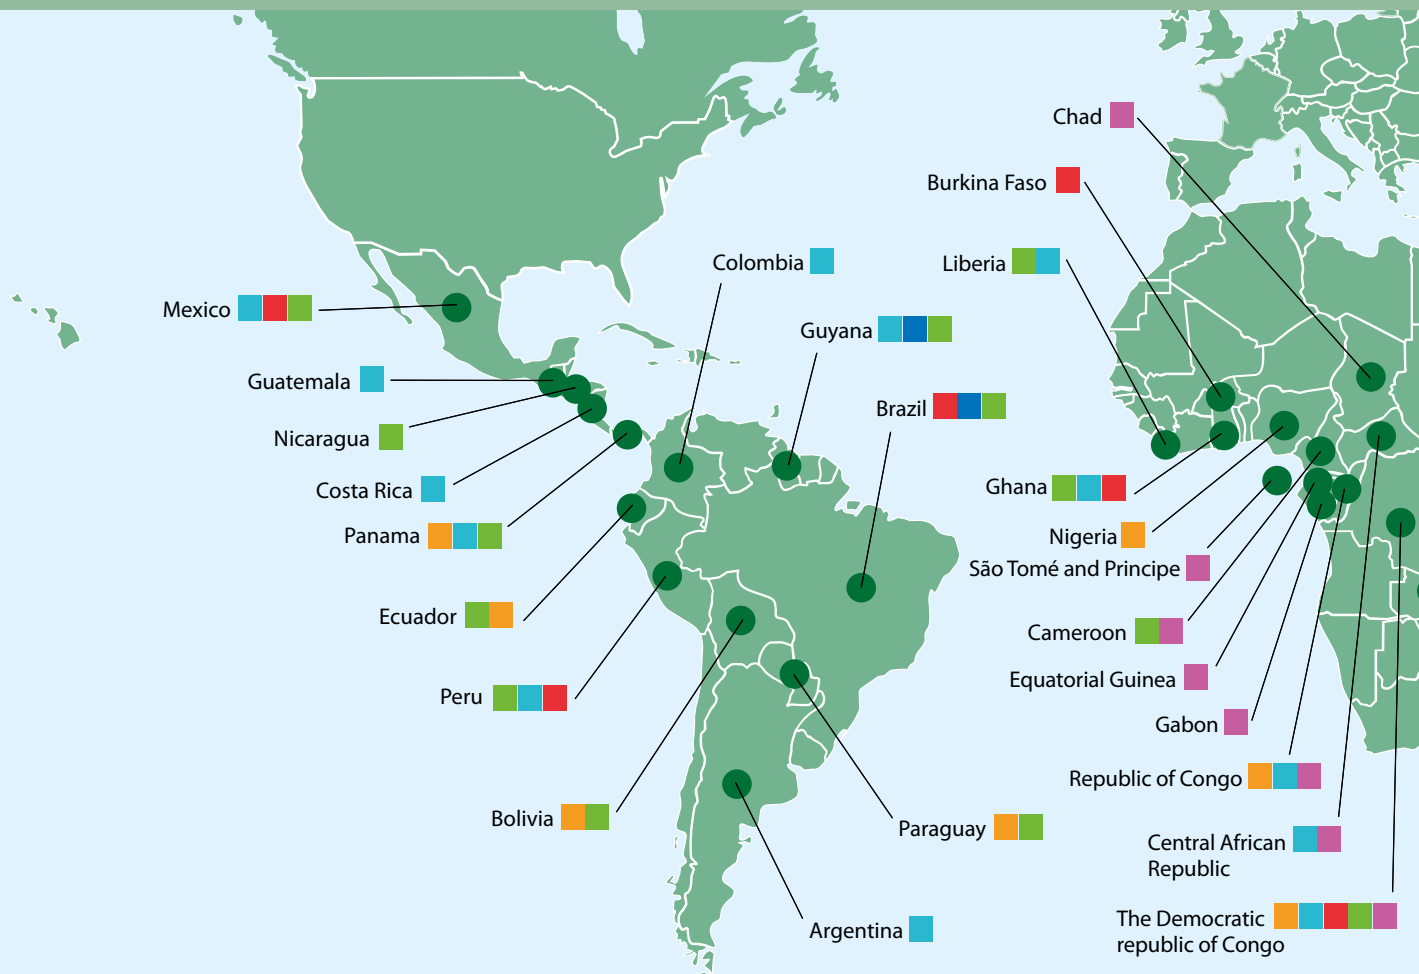 Chad
Burkina Faso
Colombia
Liberia
Mexico
Guyana
Guatemala
Brazil
Nicaragua
Costa Rica
Ghana
Panama
Nigeria
São Tomé and Principe
Ecuador
Cameroon
Equatorial Guinea
Peru
Gabon
Republic of Congo
Bolivia
Paraguay
Central African
Republic
Argentina
The Democratic
republic of Congo